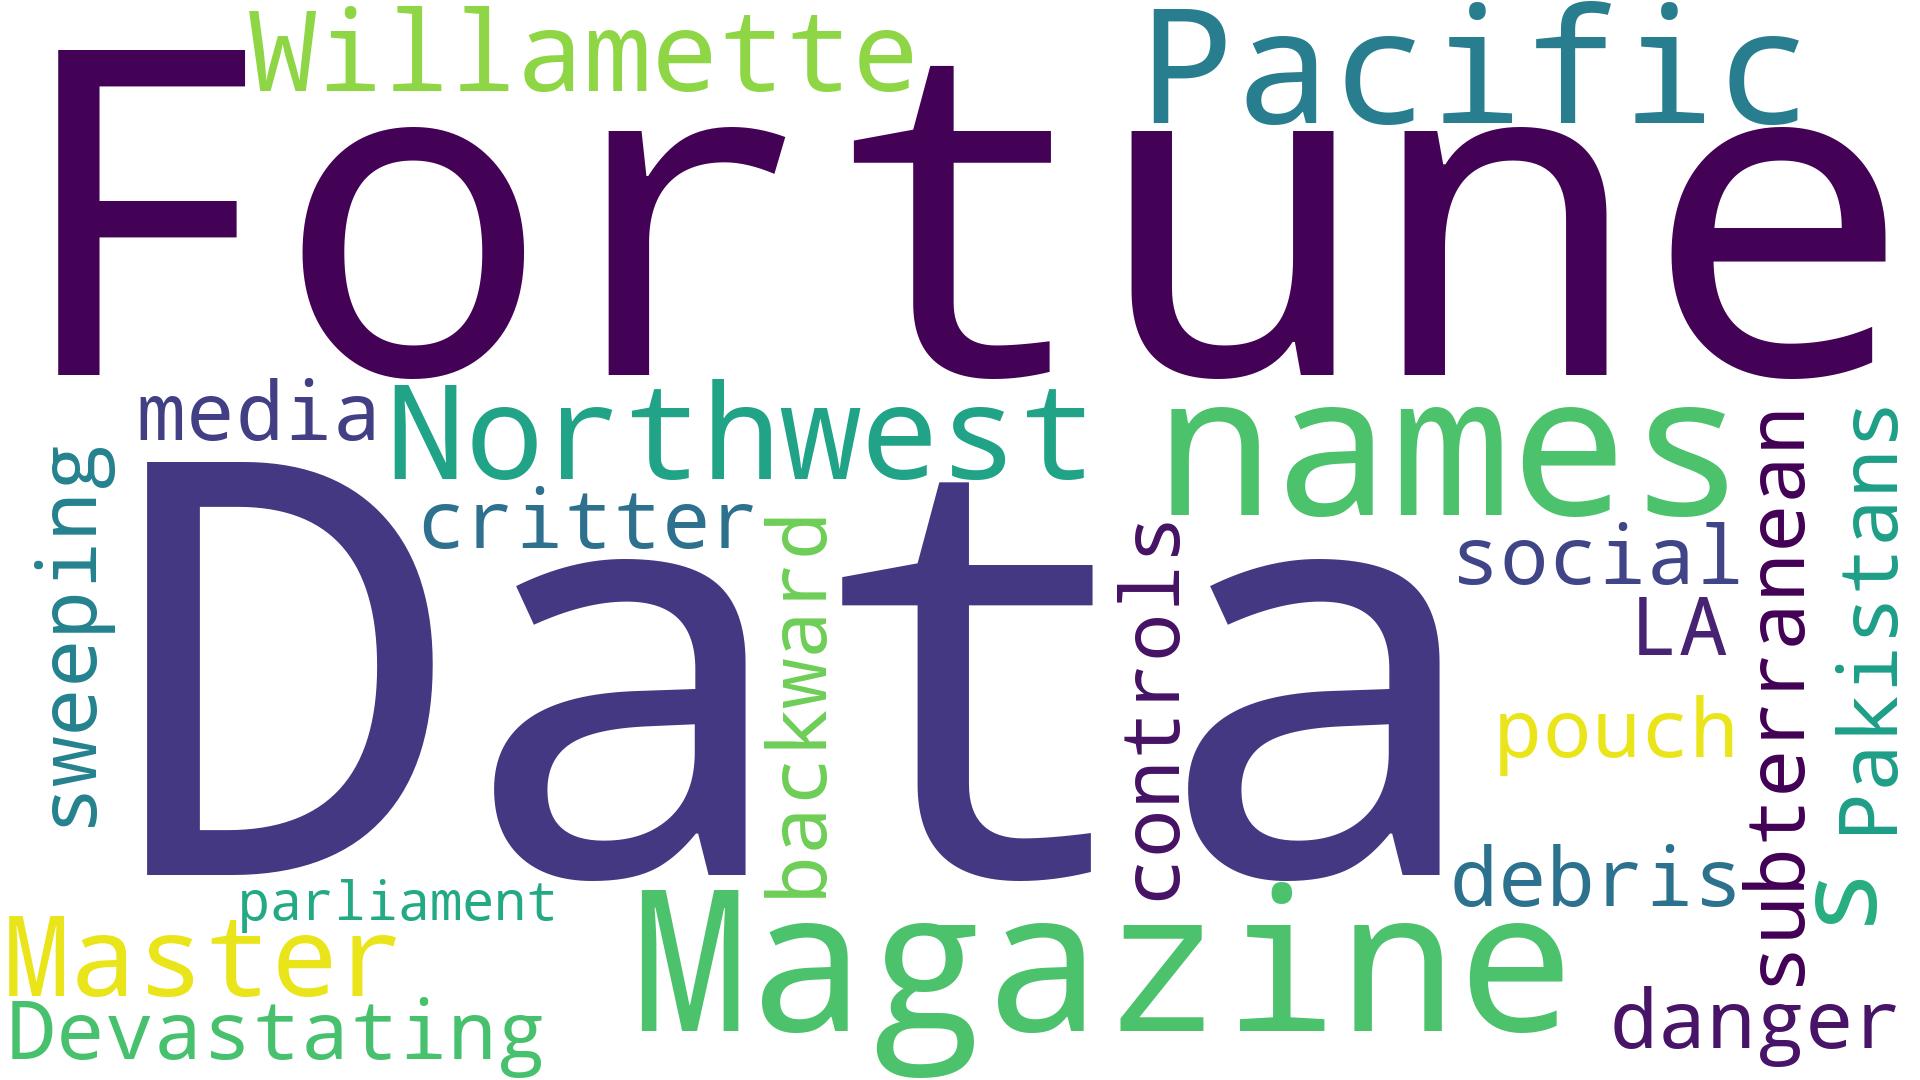 Willamette
Pacific
Fortune
media
Northwest
names
sweeping
critter
Data
backward
controls
social
LA
pouch
subterranean
Pakistans
debris
s
parliament
Master
Magazine
Devastating
danger